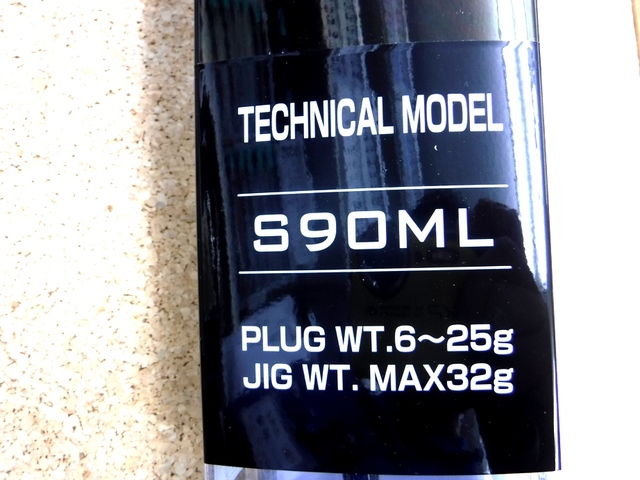 TECHNICAL MODEL
S90ML
PLUG WT.6～25g
JIG WT. MAX32g